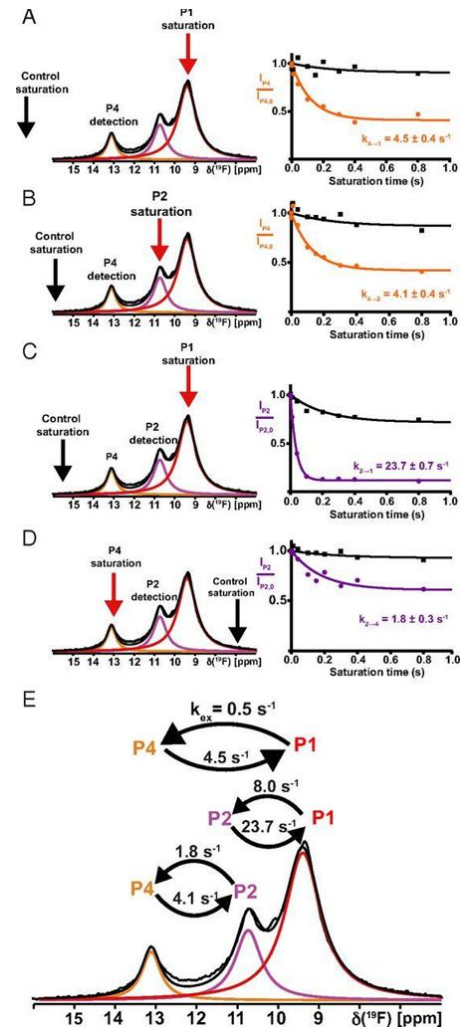 A
P1
saturation
Control
saturation
P4
detection
15 14 13 12 11 10 9
δ(¹⁹F) [ppm]
I_P4
I_P4,0
1.0
0.5
k₄→₁ = 4.5 ± 0.4 s⁻¹
0.0 0.2 0.4 0.6 0.8 1.0
Saturation time (s)
B
P2
saturation
Control
saturation
P4
detection
15 14 13 12 11 10 9
δ(¹⁹F) [ppm]
I_P4
I_P4,0
1.0
0.5
k₄→₂ = 4.1 ± 0.4 s⁻¹
0.0 0.2 0.4 0.6 0.8 1.0
Saturation time (s)
C
P1
saturation
Control
saturation
P2
detection
P4
15 14 13 12 11 10 9
δ(¹⁹F) [ppm]
I_P2
I_P2,0
1.0
0.5
k₂→₁ = 23.7 ± 0.7 s⁻¹
0.0 0.2 0.4 0.6 0.8 1.0
Saturation time (s)
D
P4
saturation
P2
detection
Control
saturation
15 14 13 12 11 10 9
δ(¹⁹F) [ppm]
I_P2
I_P2,0
1.0
0.5
k₂→₄ = 1.8 ± 0.3 s⁻¹
0.0 0.2 0.4 0.6 0.8 1.0
Saturation time (s)
E
k_ex = 0.5 s⁻¹
P4 P1
4.5 s⁻¹
8.0 s⁻¹
P2 P1
23.7 s⁻¹
1.8 s⁻¹
P4 P2
4.1 s⁻¹
15 14 13 12 11 10 9
δ(¹⁹F) [ppm]